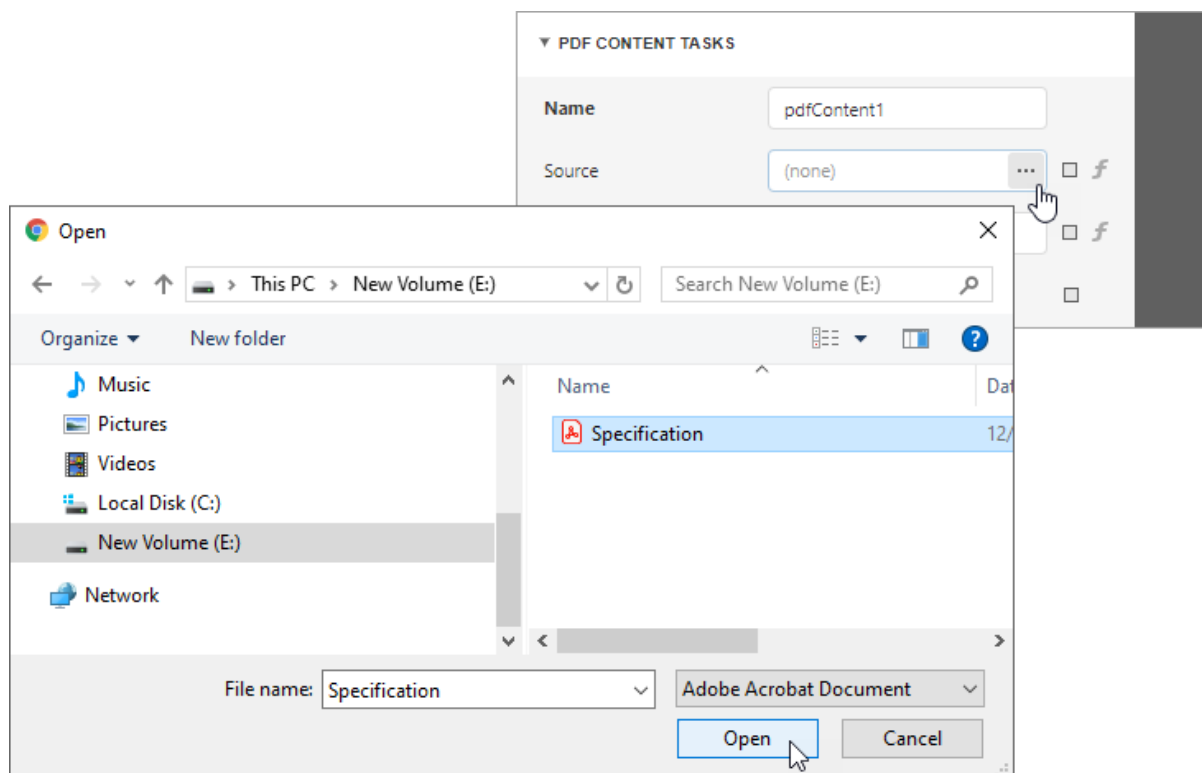 PDF CONTENT TASKS
Name pdfContent1
Source (none) ... f
f
Open
This PC > New Volume (E:) Search New Volume (E:)
Organize New folder ?
Music
Pictures
Videos
Local Disk (C:)
New Volume (E:)
Network
Name Dat
Specification 12/
File name: Specification Adobe Acrobat Document
Open Cancel